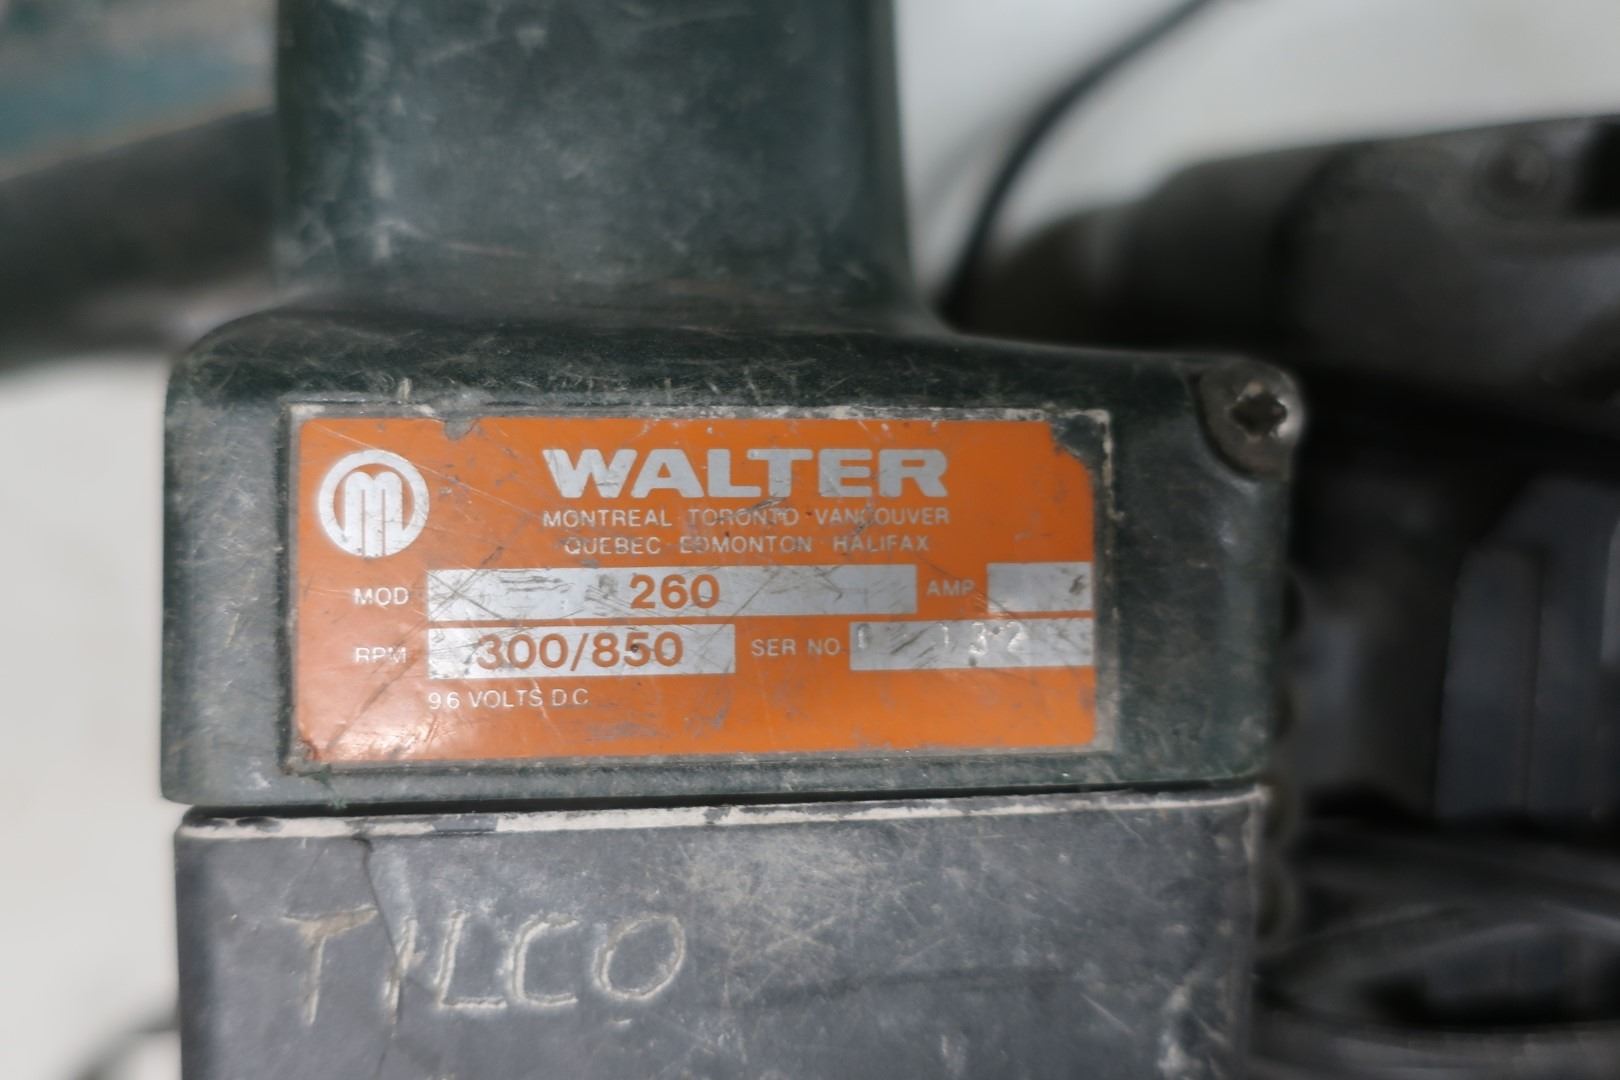 M
WALTER
MONTREAL TORONTO VANCOUVER
QUEBEC EDMONTON HALIFAX
MOD 260 AMP
RPM 300/850 SER NO 132
9.6 VOLTS D.C
TILCO